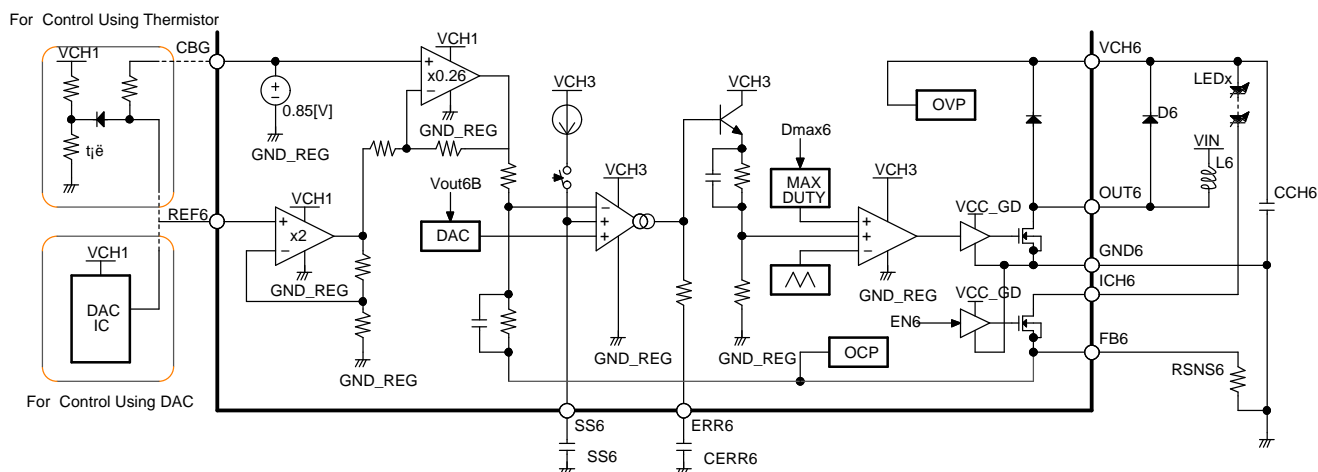 For Control Using Thermistor
VCH1
CBG
t¡ë
REF6
VCH1
DAC
IC
For Control Using DAC
0.85[V]
GND_REG
VCH1
x0.26
GND_REG
VCH1
x2
GND_REG
GND_REG
Vout6B
DAC
VCH3
VCH3
GND_REG
SS6
SS6
ERR6
CERR6
VCH3
GND_REG
Dmax6
MAX
DUTY
VCH3
GND_REG
OCP
OVP
VCC_GD
VCC_GD
EN6
VCH6
LEDx
D6
VIN
L6
OUT6
CCH6
GND6
ICH6
FB6
RSNS6